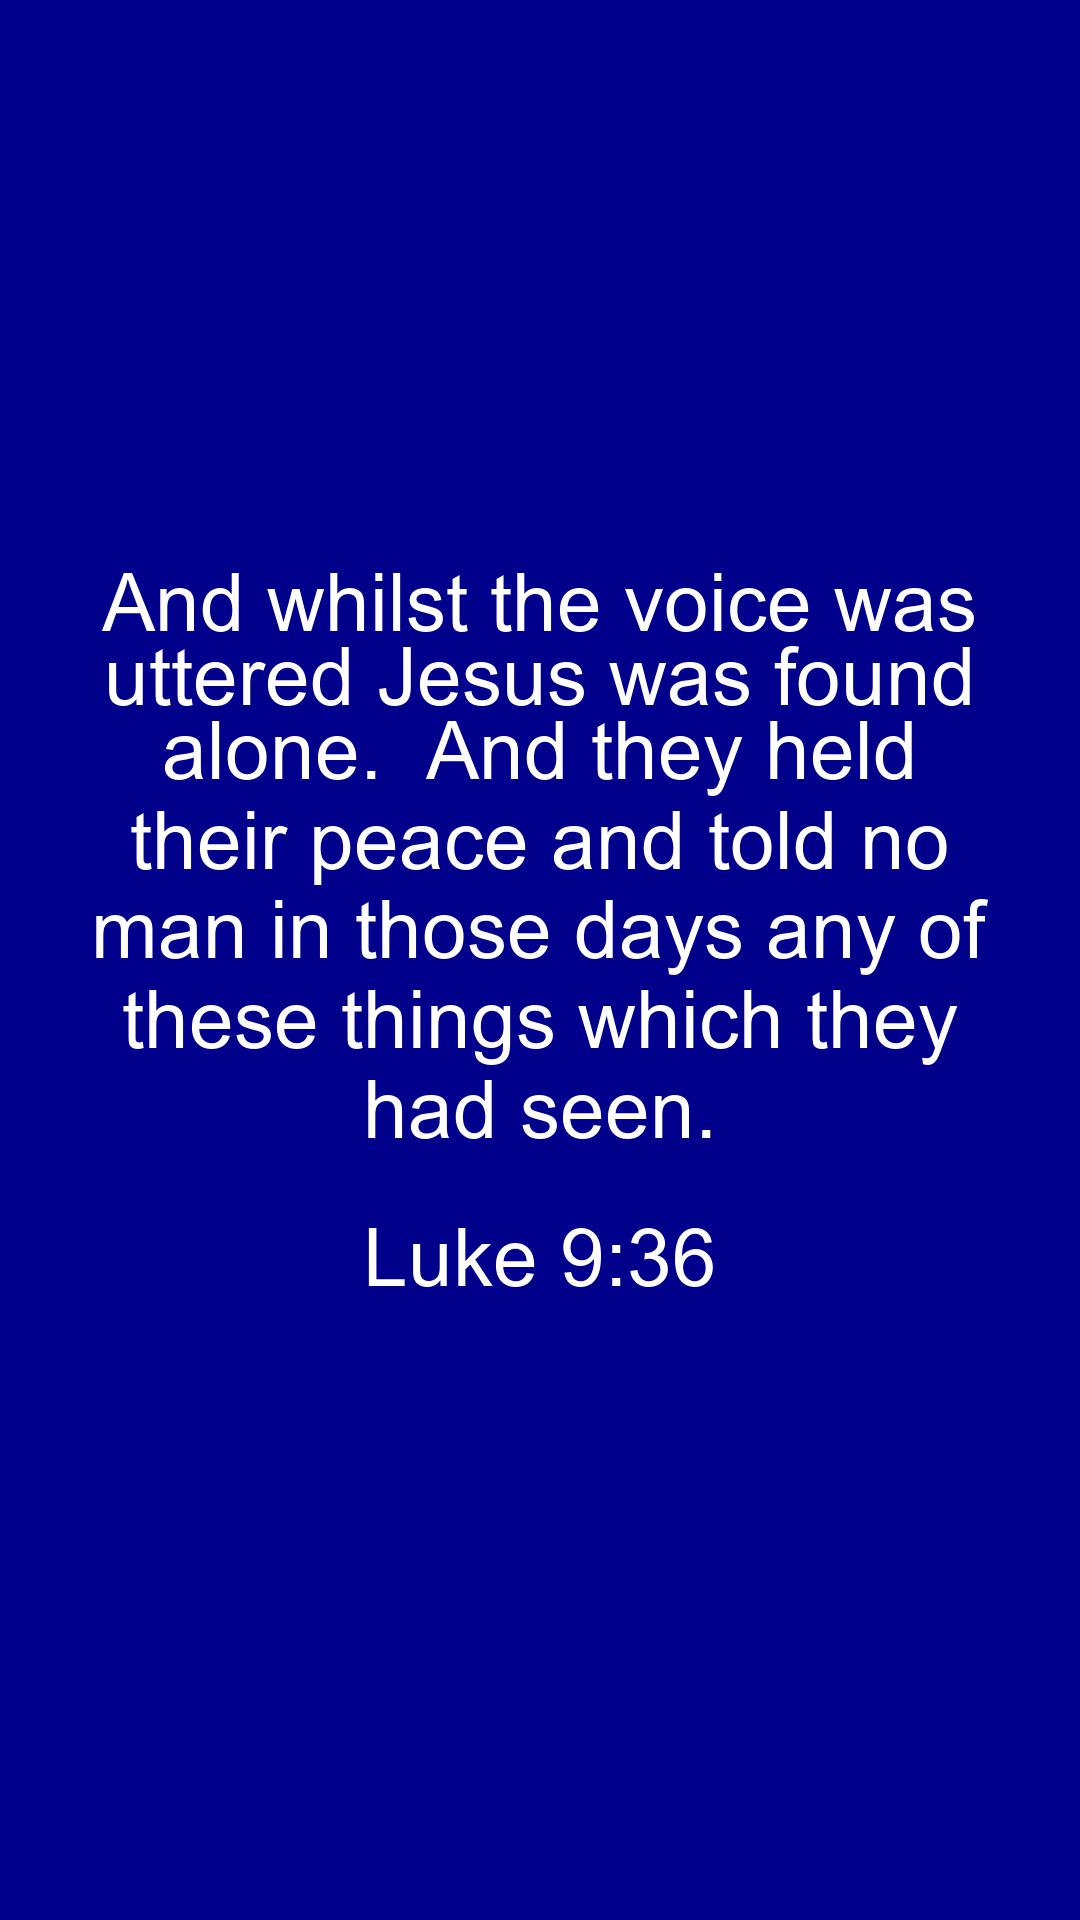 And whilst the voice was
uttered Jesus was found
alone.  And they held
their peace and told no
man in those days any of
these things which they
had seen.
Luke 9:36